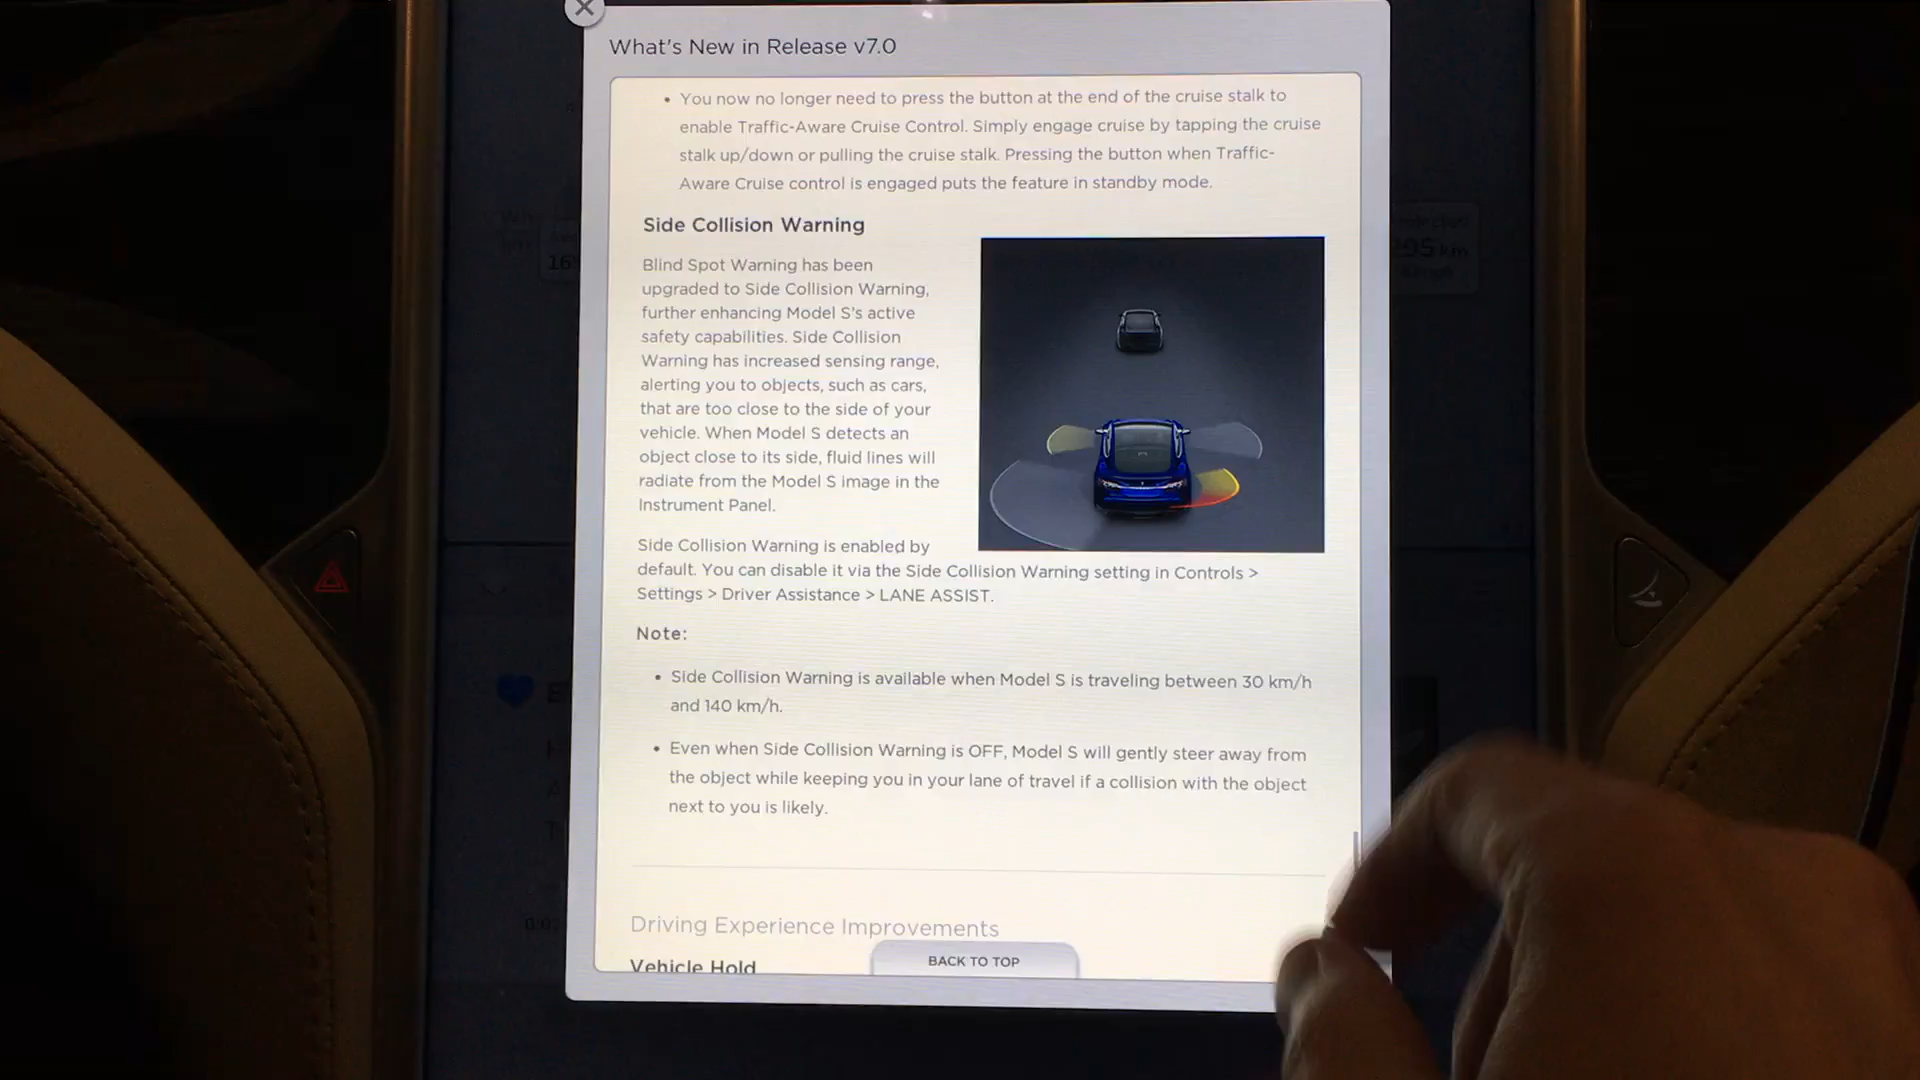 What's New in Release v7.0
• You now no longer need to press the button at the end of the cruise stalk to
enable Traffic-Aware Cruise Control. Simply engage cruise by tapping the cruise
stalk up/down or pulling the cruise stalk. Pressing the button when Traffic-
Aware Cruise control is engaged puts the feature in standby mode.
Side Collision Warning
Blind Spot Warning has been
upgraded to Side Collision Warning,
further enhancing Model S's active
safety capabilities. Side Collision
Warning has increased sensing range,
alerting you to objects, such as cars,
that are too close to the side of your
vehicle. When Model S detects an
object close to its side, fluid lines will
radiate from the Model S image in the
Instrument Panel.
Side Collision Warning is enabled by
default. You can disable it via the Side Collision Warning setting in Controls >
Settings > Driver Assistance > LANE ASSIST.
Note:
• Side Collision Warning is available when Model S is traveling between 30 km/h
and 140 km/h.
• Even when Side Collision Warning is OFF, Model S will gently steer away from
the object while keeping you in your lane of travel if a collision with the object
next to you is likely.
Driving Experience Improvements
Vehicle Hold
BACK TO TOP